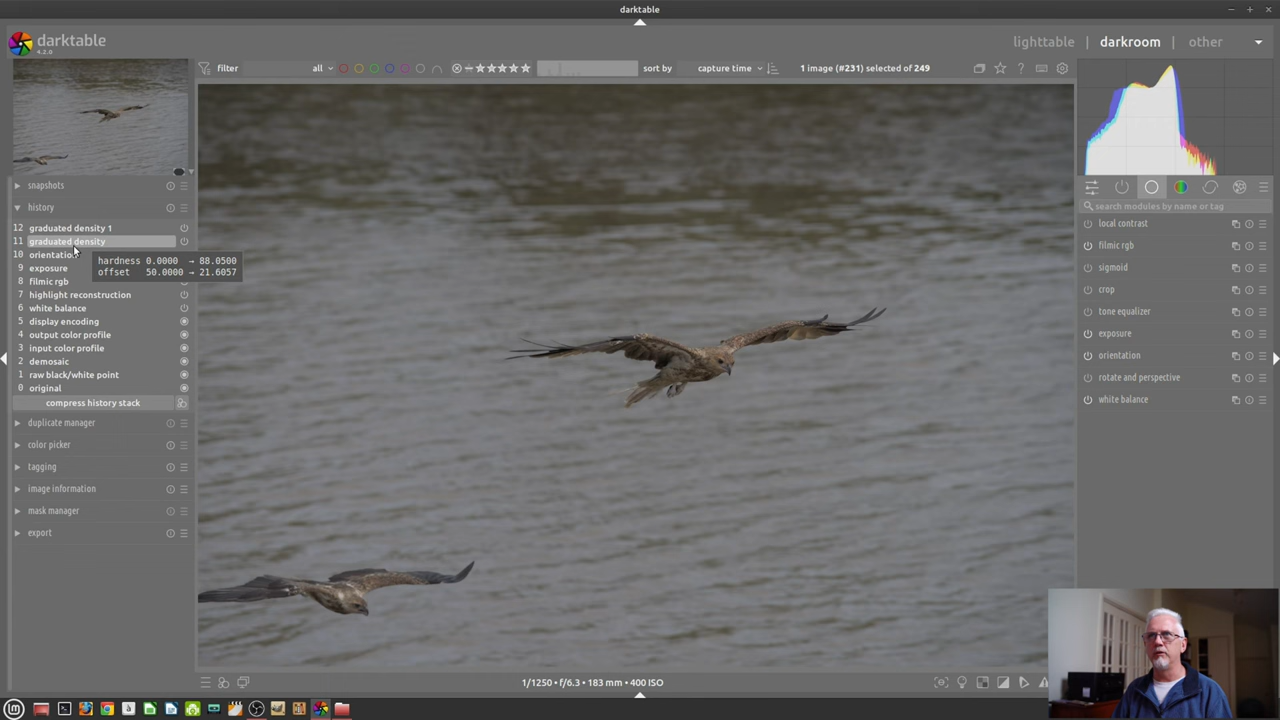 darktable
darktable
4.2.0
lighttable | darkroom | other
filter
all
sort by
capture time
1 image (#231) selected of 249
snapshots
history
12 graduated density 1
11 graduated density
10 orientation
hardness 0.0000 → 88.0500
offset 50.0000 → 21.6057
9 exposure
8 filmic rgb
7 highlight reconstruction
6 white balance
5 display encoding
4 output color profile
3 input color profile
2 demosaic
1 raw black/white point
0 original
compress history stack
duplicate manager
color picker
tagging
image information
mask manager
export
search modules by name or tag
local contrast
filmic rgb
sigmoid
crop
tone equalizer
exposure
orientation
rotate and perspective
white balance
1/1250 • f/6.3 • 183 mm • 400 ISO